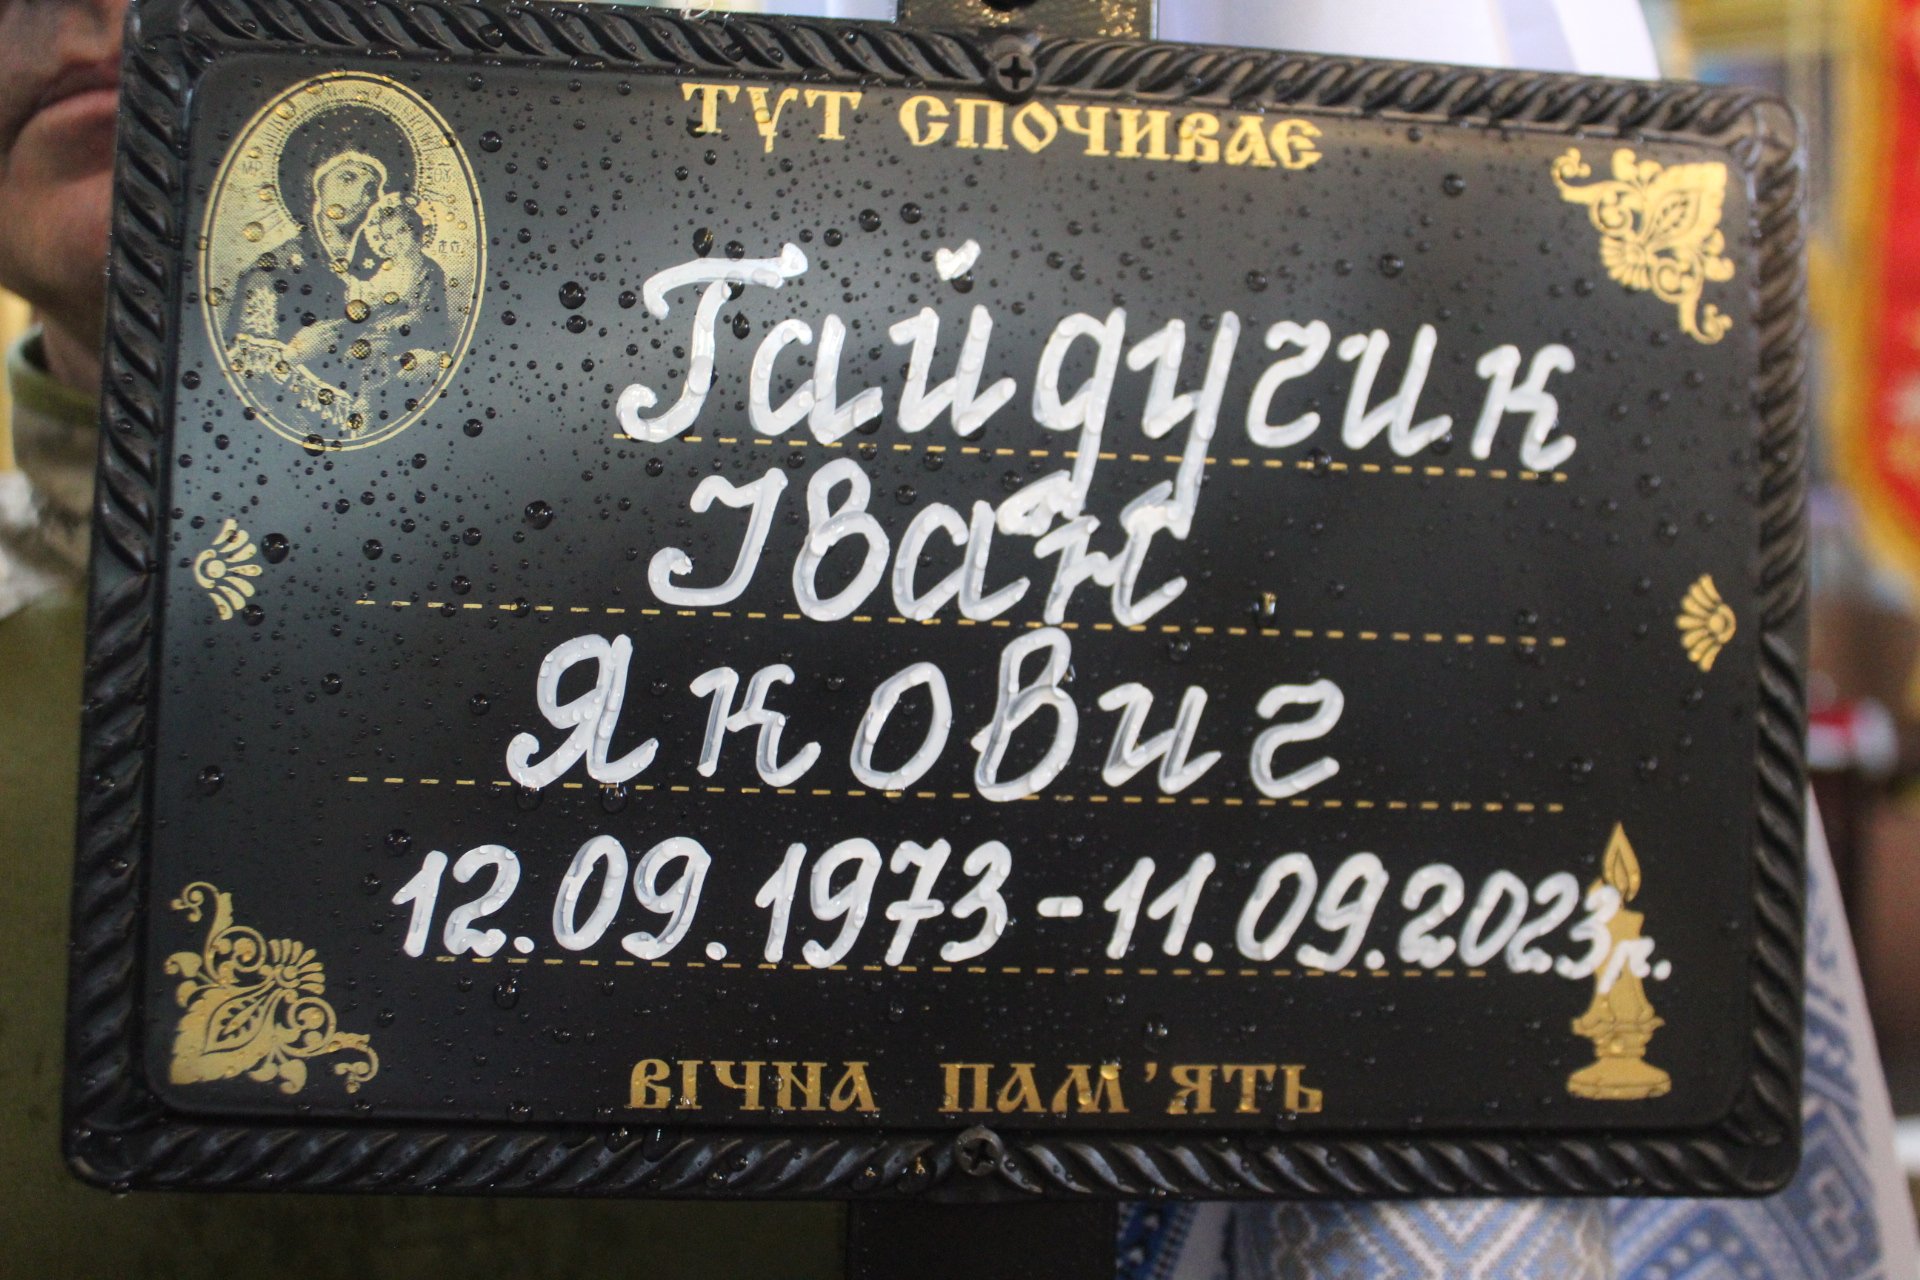 ТУТ СПОЧИВАЄ
Гайдучик
Іван
Якович
12.09.1973-11.09.2023р.
ВІЧНА ПАМ'ЯТЬ